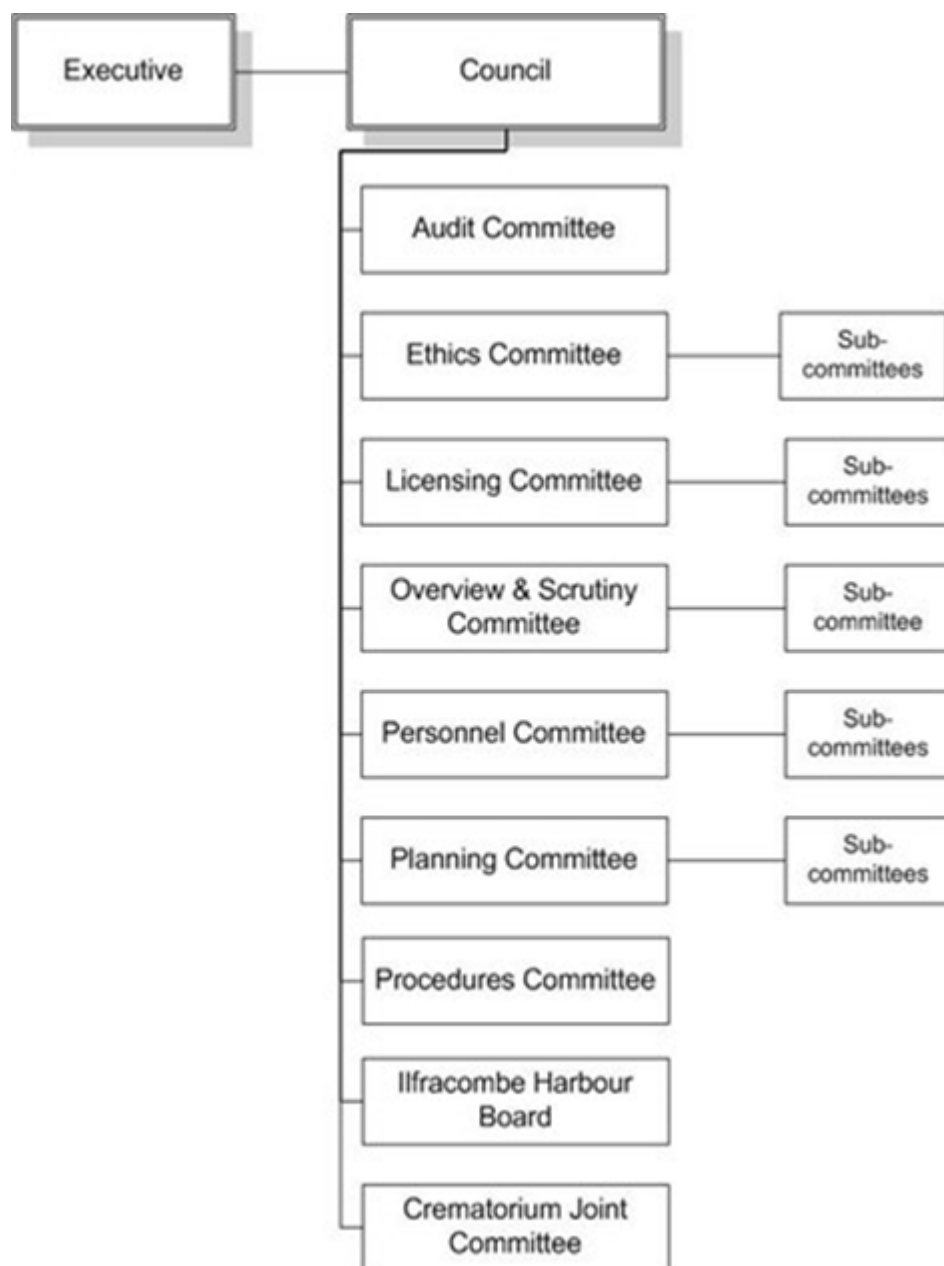 Executive
Council
Audit Committee
Ethics Committee
Sub-
committees
Licensing Committee
Sub-
committees
Overview & Scrutiny
Committee
Sub-
committee
Personnel Committee
Sub-
committees
Planning Committee
Sub-
committees
Procedures Committee
Ilfracombe Harbour
Board
Crematorium Joint
Committee